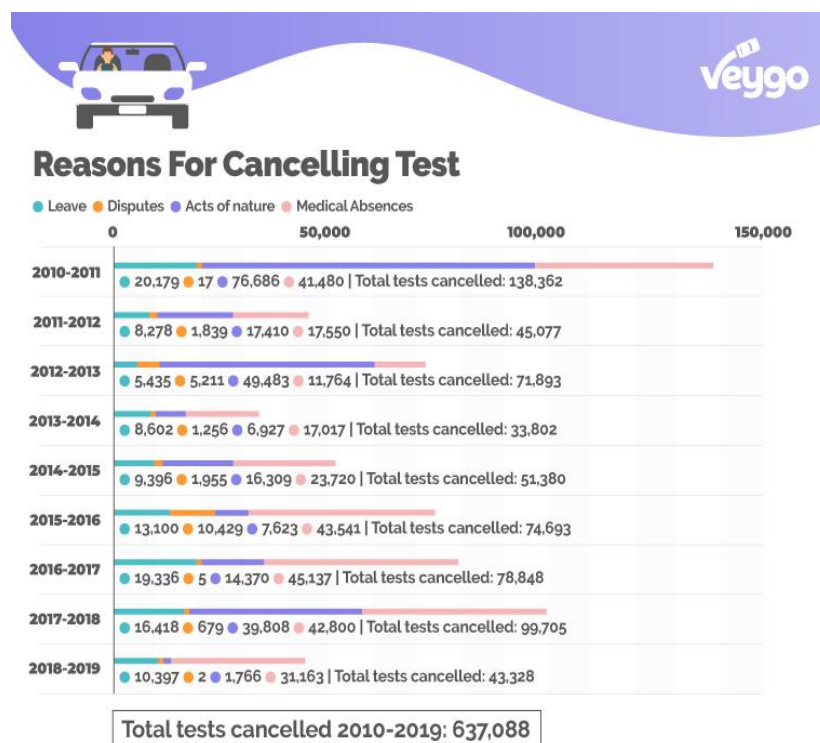 veygo
Reasons For Cancelling Test
Leave Disputes Acts of nature Medical Absences
0 50,000 100,000 150,000
2010-2011
20,179 17 76,686 41,480 | Total tests cancelled: 138,362
2011-2012
8,278 1,839 17,410 17,550 | Total tests cancelled: 45,077
2012-2013
5,435 5,211 49,483 11,764 | Total tests cancelled: 71,893
2013-2014
8,602 1,256 6,927 17,017 | Total tests cancelled: 33,802
2014-2015
9,396 1,955 16,309 23,720 | Total tests cancelled: 51,380
2015-2016
13,100 10,429 7,623 43,541 | Total tests cancelled: 74,693
2016-2017
19,336 5 14,370 45,137 | Total tests cancelled: 78,848
2017-2018
16,418 679 39,808 42,800 | Total tests cancelled: 99,705
2018-2019
10,397 2 1,766 31,163 | Total tests cancelled: 43,328
Total tests cancelled 2010-2019: 637,088